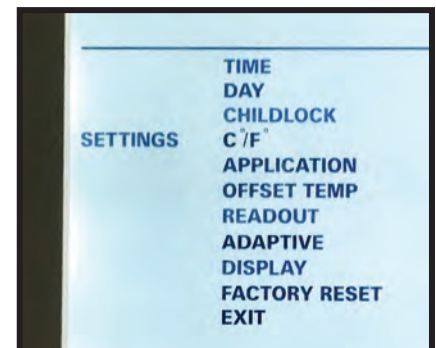 TIME
DAY
CHILDLOCK
SETTINGS C°/F°
APPLICATION
OFFSET TEMP
READOUT
ADAPTIVE
DISPLAY
FACTORY RESET
EXIT